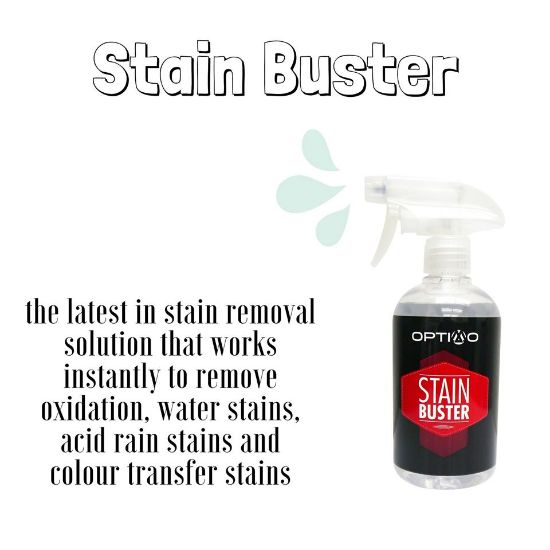 Stain Buster
the latest in stain removal
solution that works
instantly to remove
oxidation, water stains,
acid rain stains and
colour transfer stains
OPTIMO
STAIN
BUSTER